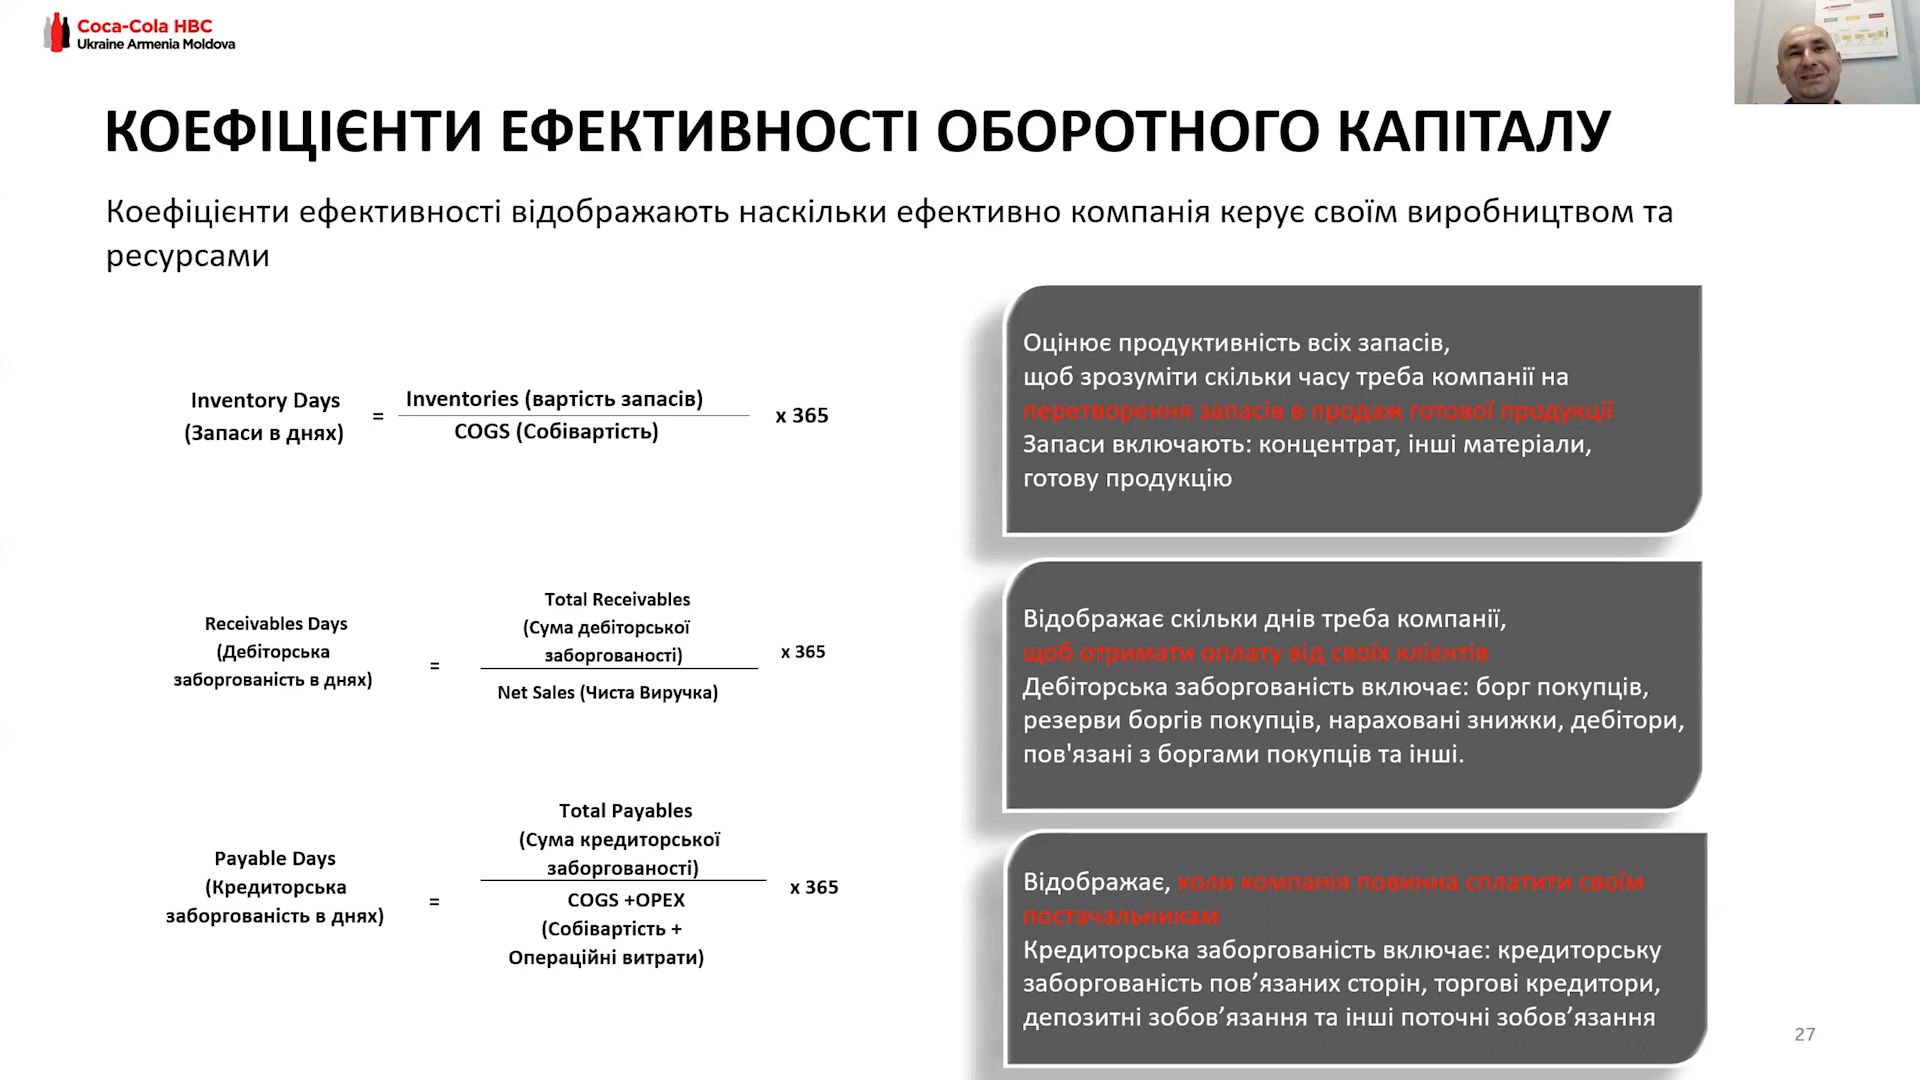 Coca-Cola HBC
Ukraine Armenia Moldova
КОЕФІЦІЄНТИ ЕФЕКТИВНОСТІ ОБОРОТНОГО КАПІТАЛУ
Коефіцієнти ефективності відображають наскільки ефективно компанія керує своїм виробництвом та
ресурсами
Inventory Days
(Запаси в днях)
=
Inventories (вартість запасів)
COGS (Собівартість)
x 365
Оцінює продуктивність всіх запасів,
щоб зрозуміти скільки часу треба компанії на
перетворення запасів в продаж готової продукції
Запаси включають: концентрат, інші матеріали,
готову продукцію
Receivables Days
(Дебіторська
заборгованість в днях)
=
Total Receivables
(Сума дебіторської
заборгованості)
Net Sales (Чиста Виручка)
x 365
Відображає скільки днів треба компанії,
щоб отримати оплату від своїх клієнтів
Дебіторська заборгованість включає: борг покупців,
резерви боргів покупців, нараховані знижки, дебітори,
пов'язані з боргами покупців та інші.
Payable Days
(Кредиторська
заборгованість в днях)
=
Total Payables
(Сума кредиторської
заборгованості)
COGS +OPEX
(Собівартість +
Операційні витрати)
x 365
Відображає, коли компанія повинна сплатити своїм
постачальникам
Кредиторська заборгованість включає: кредиторську
заборгованість пов’язаних сторін, торгові кредитори,
депозитні зобов’язання та інші поточні зобов’язання
27